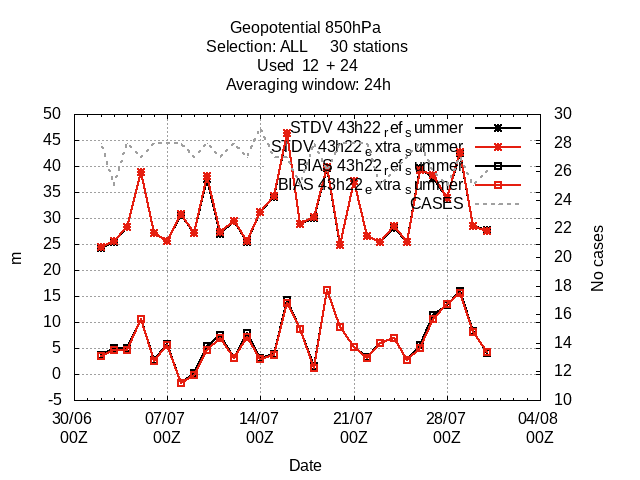 Geopotential 850hPa
Selection: ALL 30 stations
Used 12 + 24
Averaging window: 24h
STDV 43h22_ref_summer
STDV 43h22_extra_summer
BIAS 43h22_ref_summer
BIAS 43h22_extra_summer
CASES
50
45
40
35
30
25
20
15
10
5
0
-5
m
30
28
26
24
22
20
18
16
14
12
10
No cases
30/06 07/07 14/07 21/07 28/07 04/08
00Z 00Z 00Z 00Z 00Z 00Z
Date